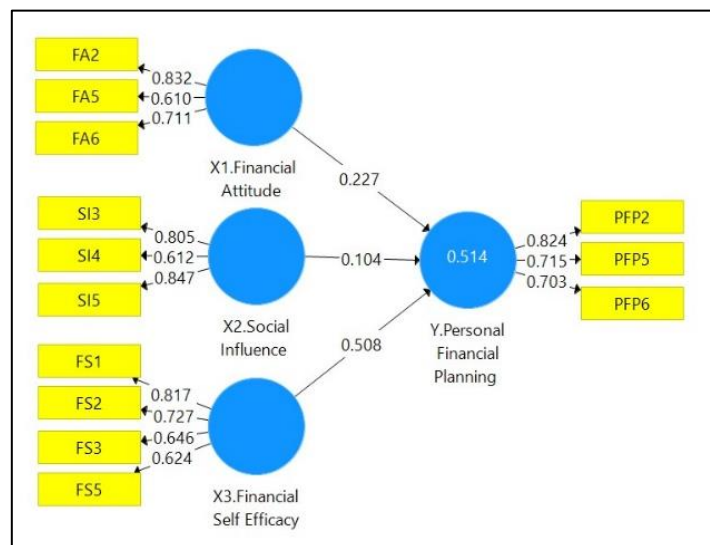 FA2
0.832
FA5
0.610
FA6
0.711
X1.Financial
Attitude
0.227
SI3
0.805
SI4
0.612
SI5
0.847
X2.Social
Influence
0.104
FS1
0.817
FS2
0.727
FS3
0.646
FS5
0.624
X3.Financial
Self Efficacy
0.508
0.514
Y.Personal
Financial
Planning
PFP2
0.824
PFP5
0.715
PFP6
0.703